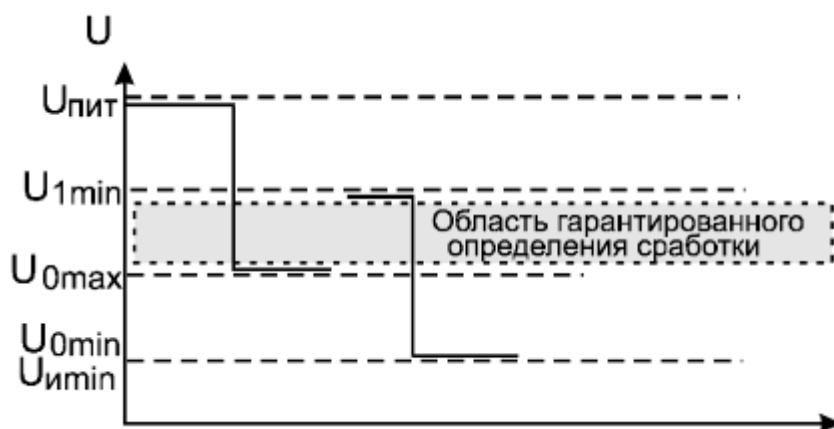 U
Uпит
U1min
Область гарантированного
определения сработки
U0max
U0min
Uиmin